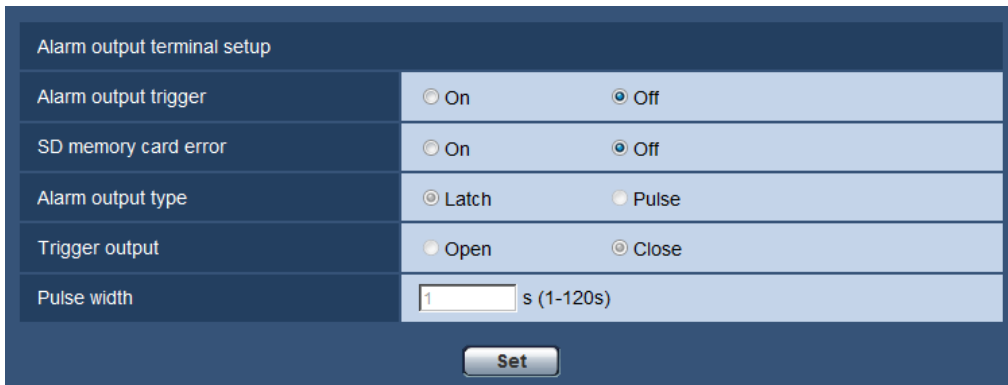 Alarm output terminal setup
Alarm output trigger On Off
SD memory card error On Off
Alarm output type Latch Pulse
Trigger output Open Close
Pulse width 1 s (1-120s)
Set